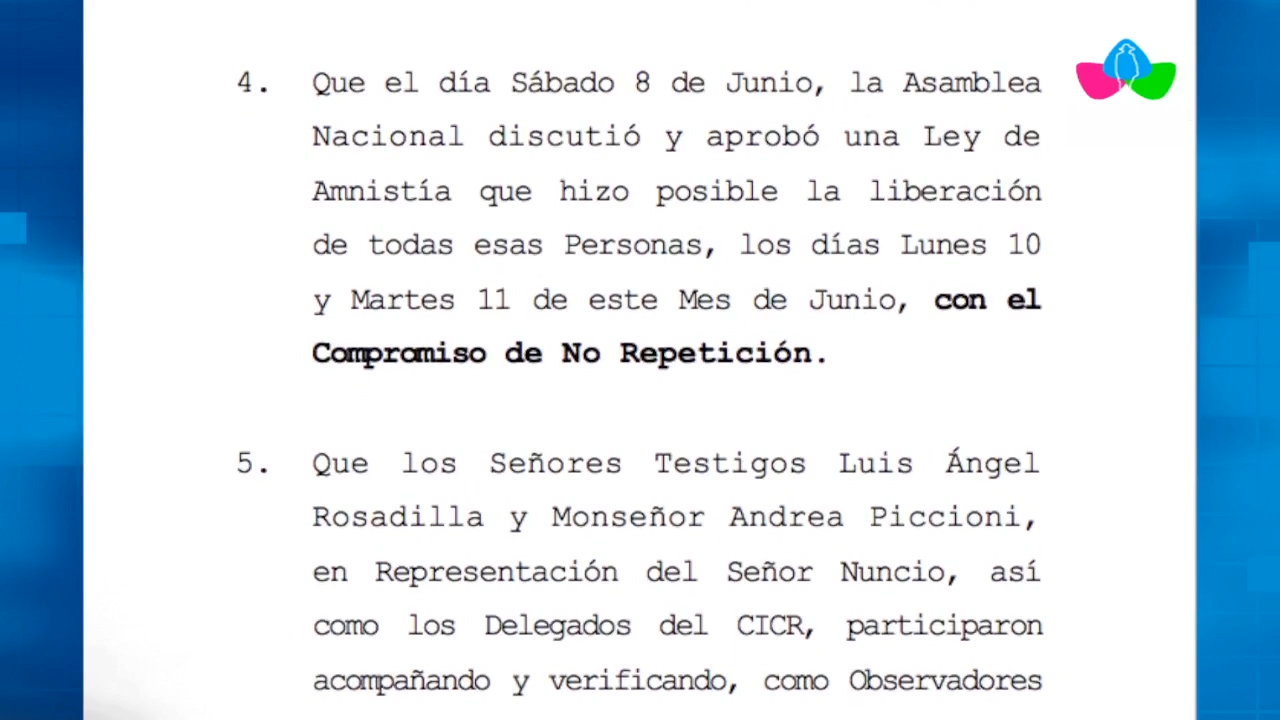 4. Que el día Sábado 8 de Junio, la Asamblea
Nacional discutió y aprobó una Ley de
Amnistía que hizo posible la liberación
de todas esas Personas, los días Lunes 10
y Martes 11 de este Mes de Junio, con el
Compromiso de No Repetición.
5. Que los Señores Testigos Luis Ángel
Rosadilla y Monseñor Andrea Piccioni,
en Representación del Señor Nuncio, así
como los Delegados del CICR, participaron
acompañando y verificando, como Observadores